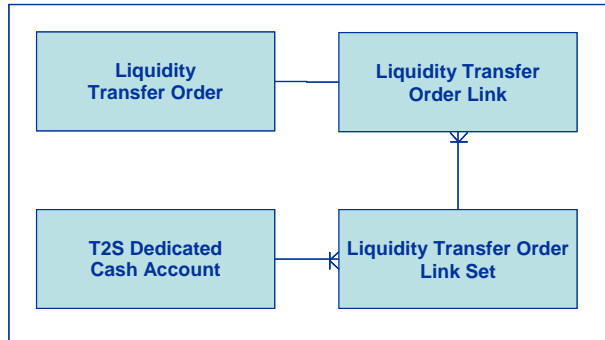 Liquidity
Transfer Order
Liquidity Transfer
Order Link
T2S Dedicated
Cash Account
Liquidity Transfer Order
Link Set